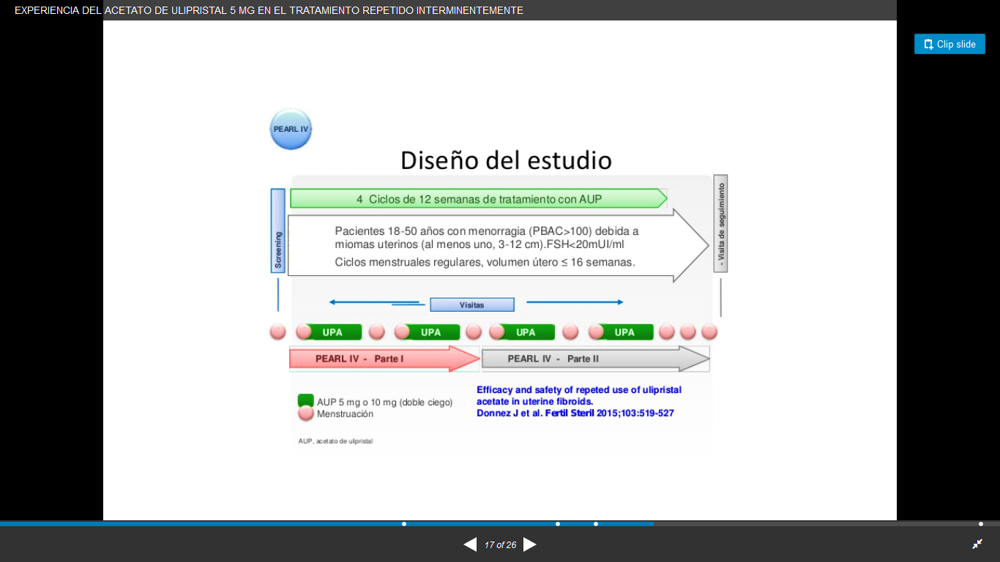 EXPERIENCIA DEL ACETATO DE ULIPRISTAL 5 MG EN EL TRATAMIENTO REPETIDO INTERMINENTEMENTE
Clip slide
PEARL IV
Diseño del estudio
4 Ciclos de 12 semanas de tratamiento con AUP
Screening
Pacientes 18-50 años con menorragia (PBAC>100) debida a
miomas uterinos (al menos uno, 3-12 cm).FSH<20mUI/ml
Ciclos menstruales regulares, volumen útero ≤ 16 semanas.
- Visita de seguimiento
Visitas
UPA
UPA
UPA
UPA
PEARL IV - Parte I
PEARL IV - Parte II
AUP 5 mg o 10 mg (doble ciego)
Menstruación
Efficacy and safety of repeted use of ulipristal
acetate in uterine fibroids.
Donnez J et al. Fertil Steril 2015;103:519-527
AUP, acetato de ulipristal
17 of 26